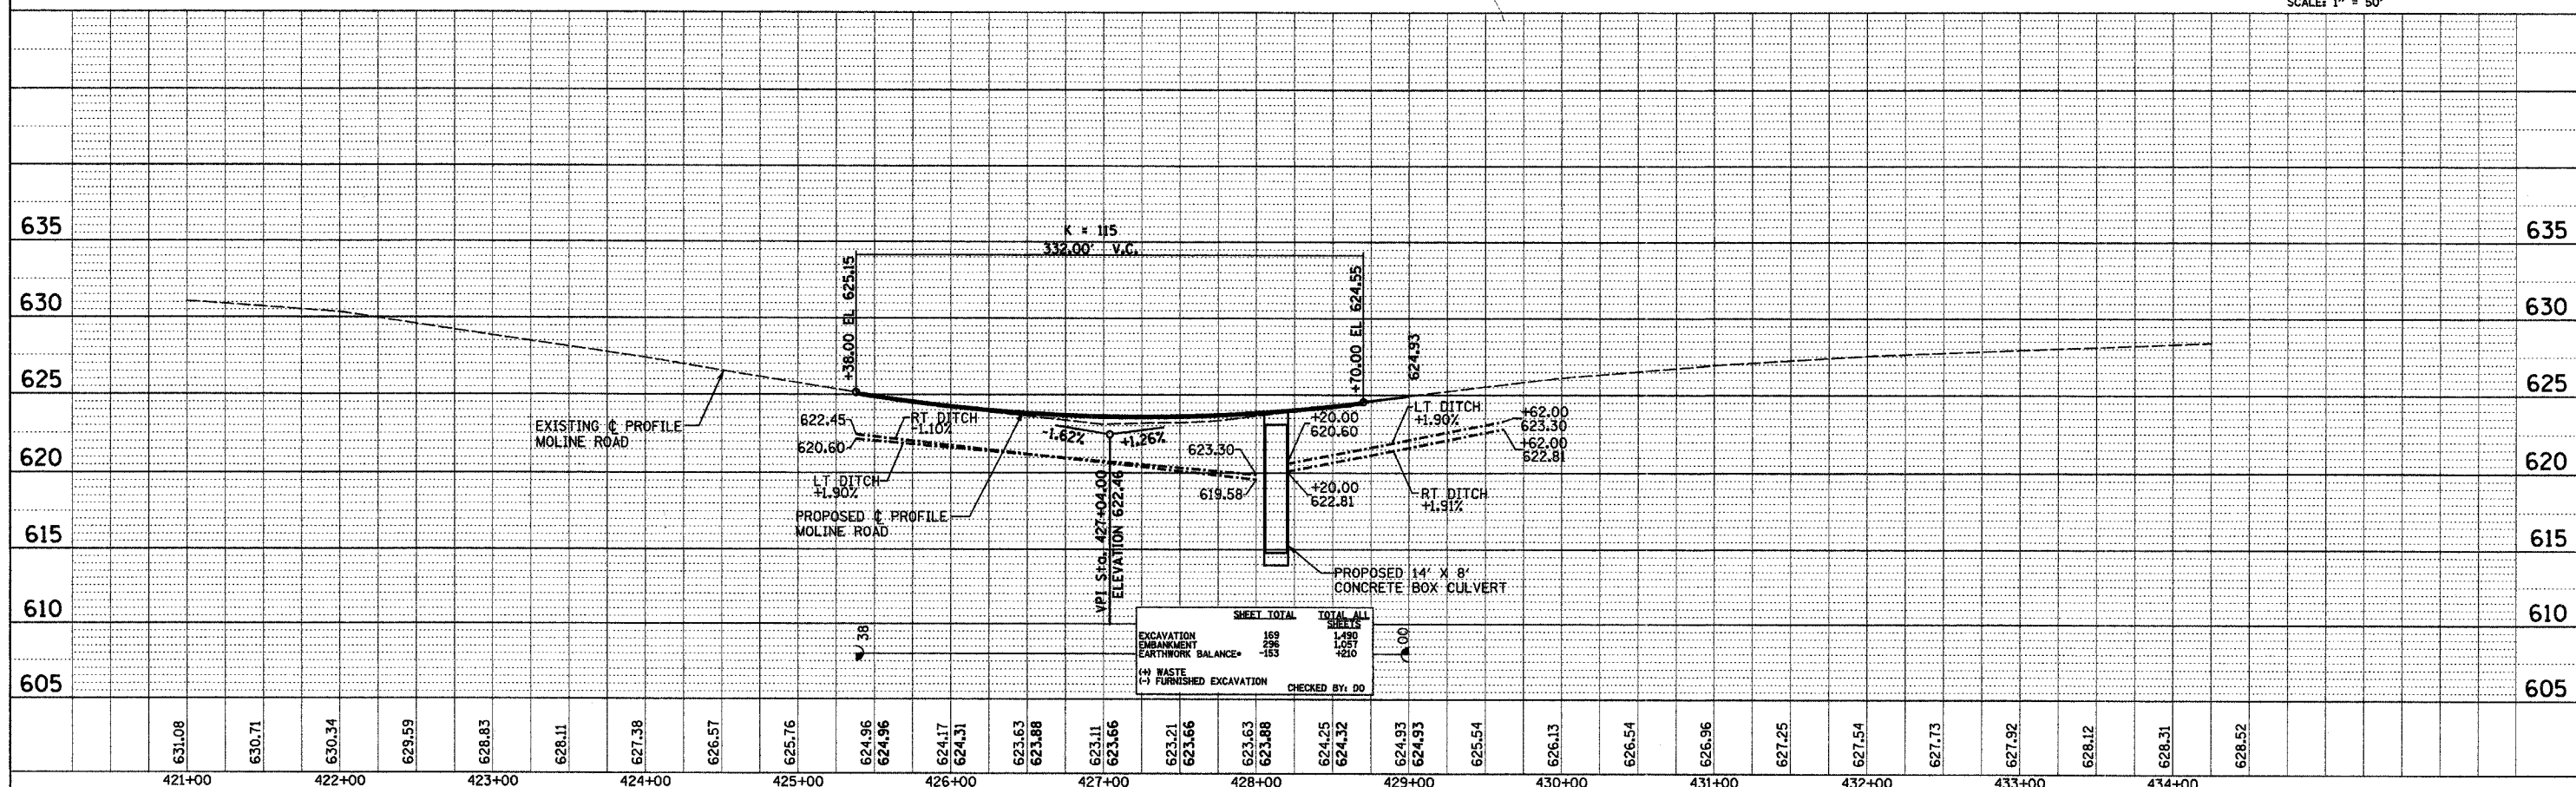 SCALE: 1" = 50'
635
630
625
620
615
610
605
635
630
625
620
615
610
605
K = 115
332.00' V.C.
+38.00 EL 625.15
+70.00 EL 624.55
624.93
EXISTING ℄ PROFILE
MOLINE ROAD
622.45
620.60
RT DITCH
-1.10%
LT DITCH
+1.90%
PROPOSED ℄ PROFILE
MOLINE ROAD
-1.62%
+1.26%
VPI Sta. 427+04.00
ELEVATION 622.46
623.30
619.58
+20.00
620.60
+20.00
622.81
LT DITCH
+1.90%
RT DITCH
+1.91%
+62.00
623.30
+62.00
622.81
PROPOSED 14' X 8'
CONCRETE BOX CULVERT
38
00
SHEET TOTAL TOTAL ALL
SHEETS
EXCAVATION 169 1,490
EMBANKMENT 296 1,057
EARTHWORK BALANCE* -153 +210
(+) WASTE
(-) FURNISHED EXCAVATION
CHECKED BY: DO
631.08
630.71
630.34
629.59
628.83
628.11
627.38
626.57
625.76
624.96
624.96
624.17
624.31
623.63
623.88
623.11
623.66
623.21
623.66
623.63
623.88
624.25
624.32
624.93
624.93
625.54
626.13
626.54
626.96
627.25
627.54
627.73
627.92
628.12
628.31
628.52
421+00 422+00 423+00 424+00 425+00 426+00 427+00 428+00 429+00 430+00 431+00 432+00 433+00 434+00